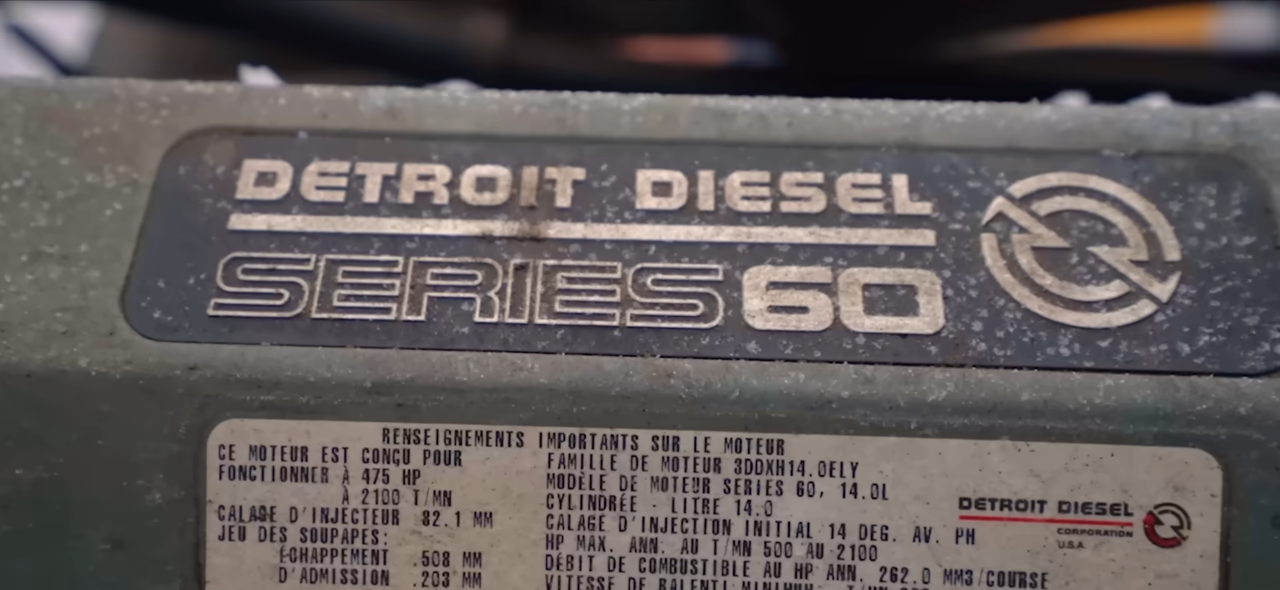 DETROIT DIESEL
SERIES 60
RENSEIGNEMENTS IMPORTANTS SUR LE MOTEUR
CE MOTEUR EST CONÇU POUR
FONCTIONNER À 475 HP
À 2100 T/MN
CALAGE D'INJECTEUR 82.1 MM
JEU DES SOUPAPES:
ÉCHAPPEMENT .508 MM
D'ADMISSION .203 MM
FAMILLE DE MOTEUR 3DDXH14.0ELY
MODÈLE DE MOTEUR SERIES 60, 14.0L
CYLINDRÉE - LITRE 14.0
CALAGE D'INJECTION INITIAL 14 DEG. AV. PH
HP MAX. ANN. AU T/MN 500 AU 2100
DÉBIT DE COMBUSTIBLE AU HP ANN. 262.0 MM3/COURSE
VITESSE DE RALENTI MINIMUM
DETROIT DIESEL
CORPORATION
U.S.A.